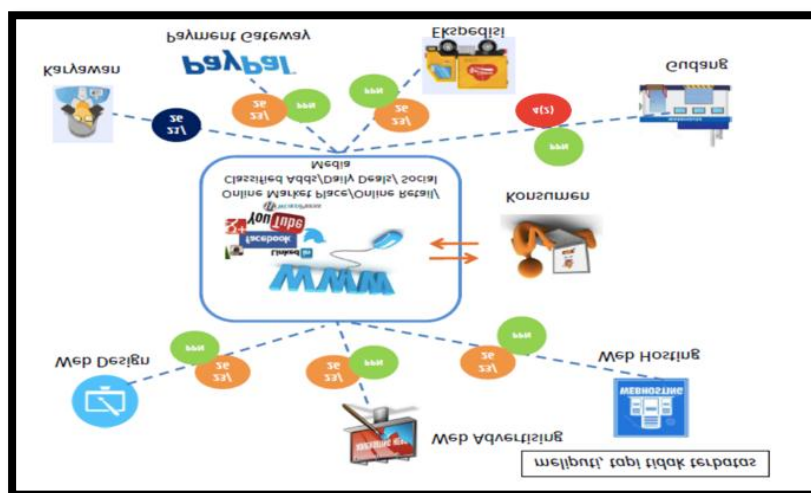 meliputi, tapi tidak terbatas
Web Advertising
WEBHOSTING
Web Design
Web Hosting
23/
26
PPN
23/
26
PPN
23/
26
PPN
WWW
Linked in
facebook
YouTube
WordPress
Online Market Place/Online Retail/
Classified Adds/Daily Deals/ Social
Media
Konsumen
21/
26
23/
26
PPN
23/
26
PPN
4(2)
PPN
Karyawan
PayPal
Payment Gateway
Ekspedisi
Gudang